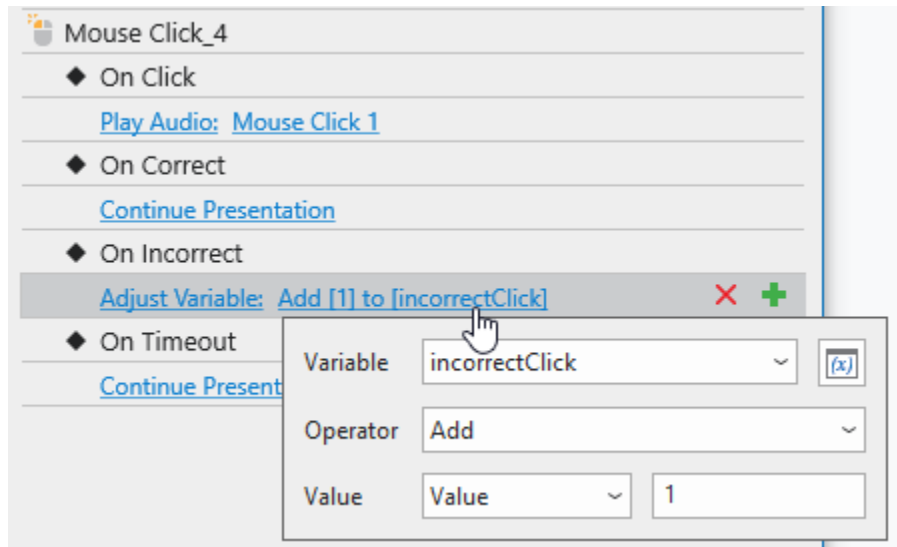 Mouse Click_4
On Click
Play Audio: Mouse Click 1
On Correct
Continue Presentation
On Incorrect
Adjust Variable: Add [1] to [incorrectClick]
On Timeout
Continue Present
Variable incorrectClick (x)
Operator Add
Value Value 1